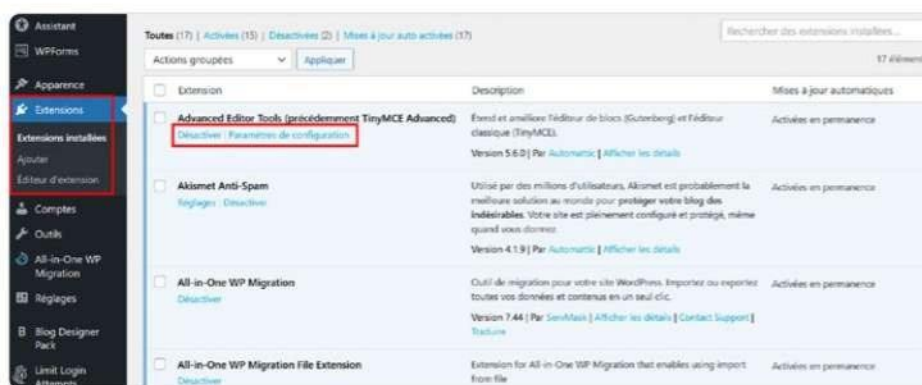 Assistant
WPForms
Apparence
Extensions
Extensions installées
Ajouter
Éditeur d'extension
Comptes
Outils
All-in-One WP
Migration
Réglages
Blog Designer
Pack
Limit Login
Attempts
Toutes (17) | Activées (15) | Désactivées (2) | Mises à jour auto activées (17)
Rechercher des extensions installées...
Actions groupées
Appliquer
17 élément
Extension
Description
Mises à jour automatiques
Advanced Editor Tools (précédemment TinyMCE Advanced)
Désactiver | Paramètres de configuration
Étend et améliore l'éditeur de blocs (Gutenberg) et l'éditeur
classique (TinyMCE).
Version 5.6.0 | Par Automattic | Afficher les détails
Activées en permanence
Akismet Anti-Spam
Réglages | Désactiver
Utilisé par des millions d'utilisateurs, Akismet est probablement la
meilleure solution au monde pour protéger votre blog des
indésirables. Votre site est pleinement configuré et protégé, même
quand vous dormez.
Version 4.1.9 | Par Automattic | Afficher les détails
Activées en permanence
All-in-One WP Migration
Désactiver
Outil de migration pour votre site WordPress. Importez ou exportez
toutes vos données et contenus en un seul clic.
Version 7.44 | Par ServMask | Afficher les détails | Contact Support |
Traduire
Activées en permanence
All-in-One WP Migration File Extension
Désactiver
Extension for All-in-One WP Migration that enables using import
from file
Activées en permanence